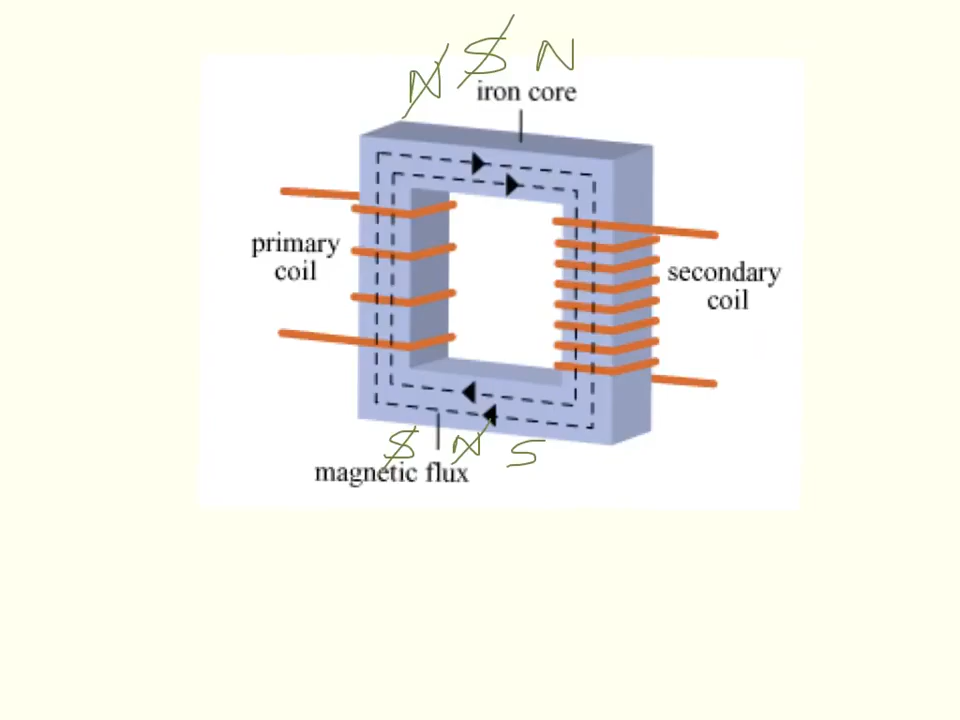 N S N
iron core
primary
coil
secondary
coil
S N S
magnetic flux